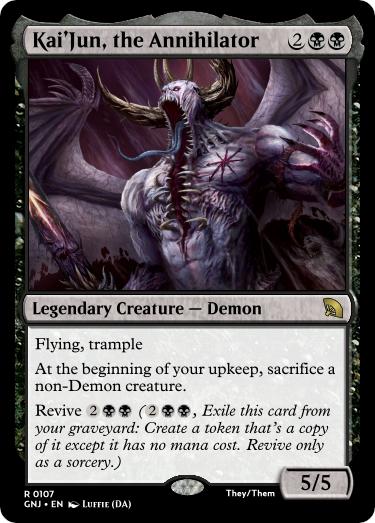 Kai'Jun, the Annihilator 2
Legendary Creature — Demon
Flying, trample
At the beginning of your upkeep, sacrifice a
non-Demon creature.
Revive 2 ( 2 , Exile this card from
your graveyard: Create a token that's a copy
of it except it has no mana cost. Revive only
as a sorcery.)
5/5
R 0107
GNJ • EN Luffie (DA)
They/Them